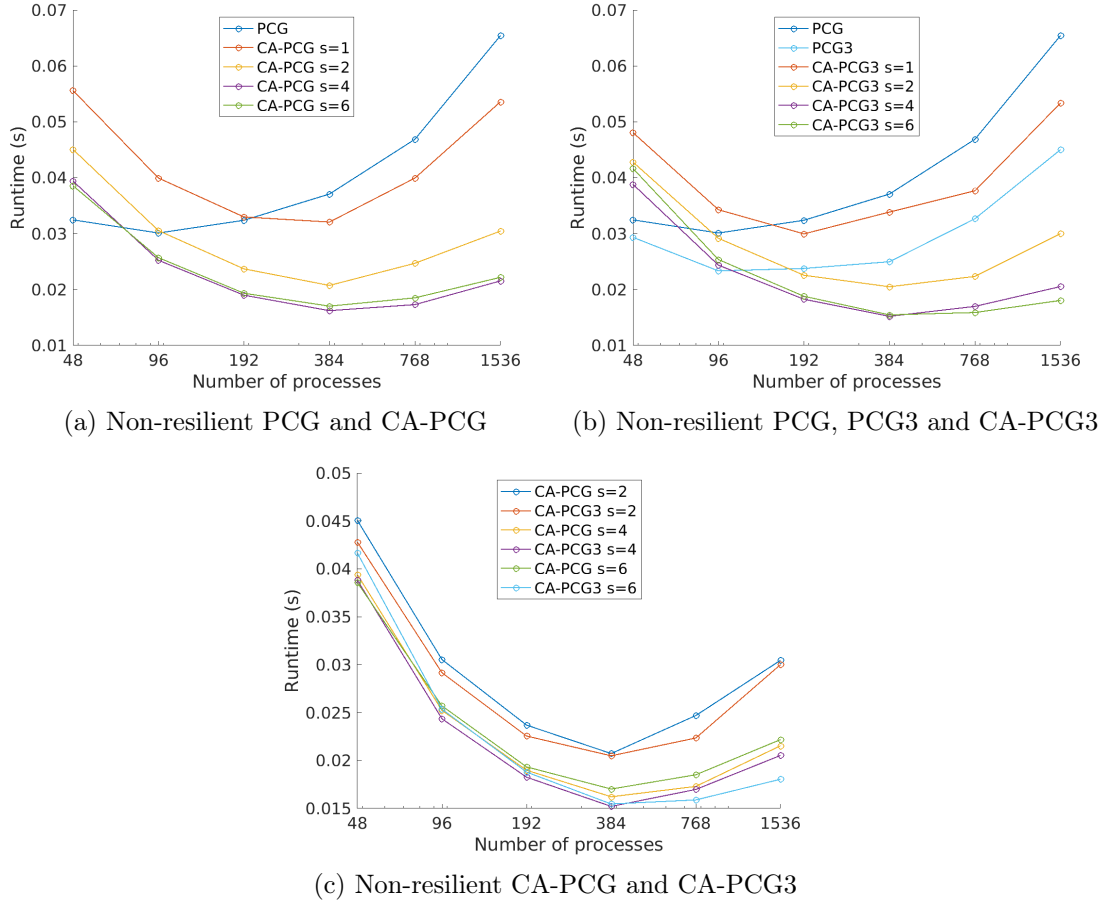 0.07
0.06
0.05
0.04
0.03
0.02
0.01
Runtime (s)
PCG
CA-PCG s=1
CA-PCG s=2
CA-PCG s=4
CA-PCG s=6
48 96 192 384 768 1536
Number of processes
(a) Non-resilient PCG and CA-PCG
0.07
0.06
0.05
0.04
0.03
0.02
0.01
Runtime (s)
PCG
PCG3
CA-PCG3 s=1
CA-PCG3 s=2
CA-PCG3 s=4
CA-PCG3 s=6
48 96 192 384 768 1536
Number of processes
(b) Non-resilient PCG, PCG3 and CA-PCG3
0.05
0.045
0.04
0.035
0.03
0.025
0.02
0.015
Runtime (s)
CA-PCG s=2
CA-PCG3 s=2
CA-PCG s=4
CA-PCG3 s=4
CA-PCG s=6
CA-PCG3 s=6
48 96 192 384 768 1536
Number of processes
(c) Non-resilient CA-PCG and CA-PCG3